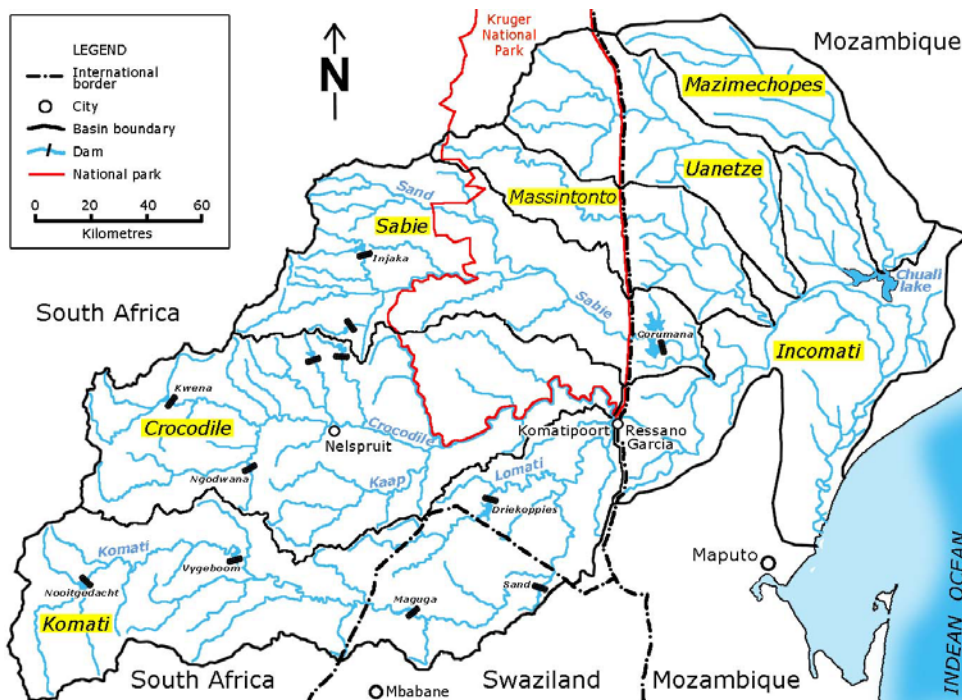 LEGEND
International
border
City
Basin boundary
Dam
National park
0 20 40 60
Kilometres
N
Kruger
National
Park
Mozambique
Mazimechopes
Uanetze
Massintonto
Sand
Sabie
Injaka
Sabie
Chuali
lake
South Africa
Corumana
Incomati
Kwena
Crocodile
Nelspruit
Crocodile
Komatipoort
Ressano
Garcia
Ngodwana
Kaap
Lomati
Driekoppies
Komati
Vygeboom
Nooitgedacht
Maputo
Sand
Maguga
Komati
South Africa
Swaziland
Mozambique
Mbabane
INDEAN OCEAN